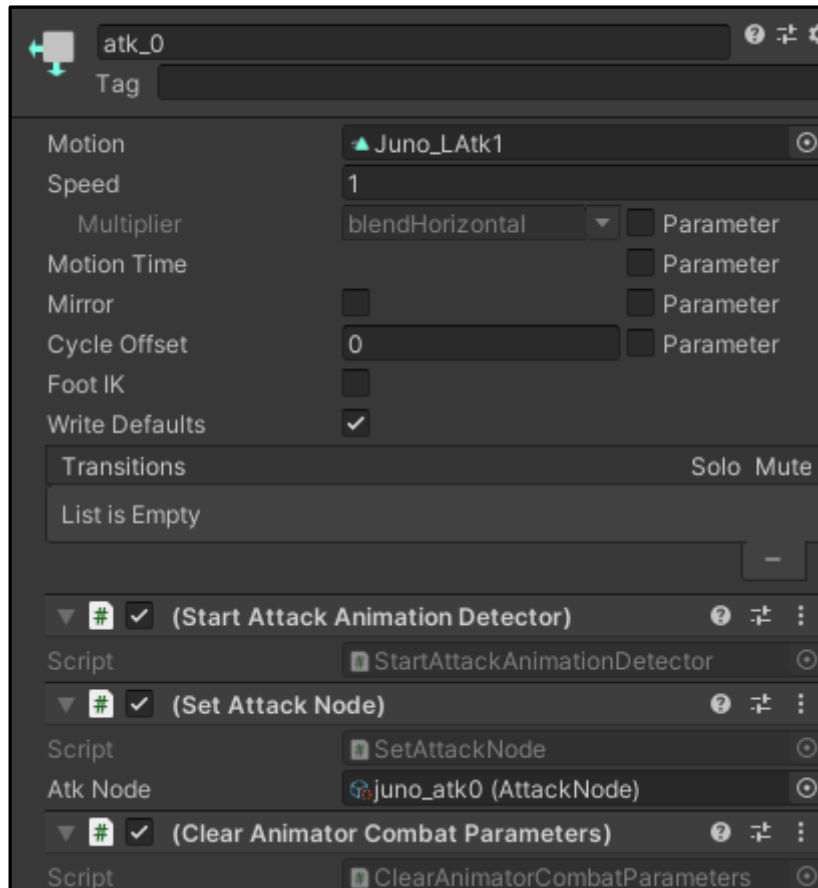 atk_0
Tag
Motion Juno_LAtk1
Speed 1
Multiplier blendHorizontal Parameter
Motion Time Parameter
Mirror Parameter
Cycle Offset 0 Parameter
Foot IK
Write Defaults
Transitions Solo Mute
List is Empty
# (Start Attack Animation Detector)
Script # StartAttackAnimationDetector
# (Set Attack Node)
Script # SetAttackNode
Atk Node juno_atk0 (AttackNode)
# (Clear Animator Combat Parameters)
Script # ClearAnimatorCombatParameters